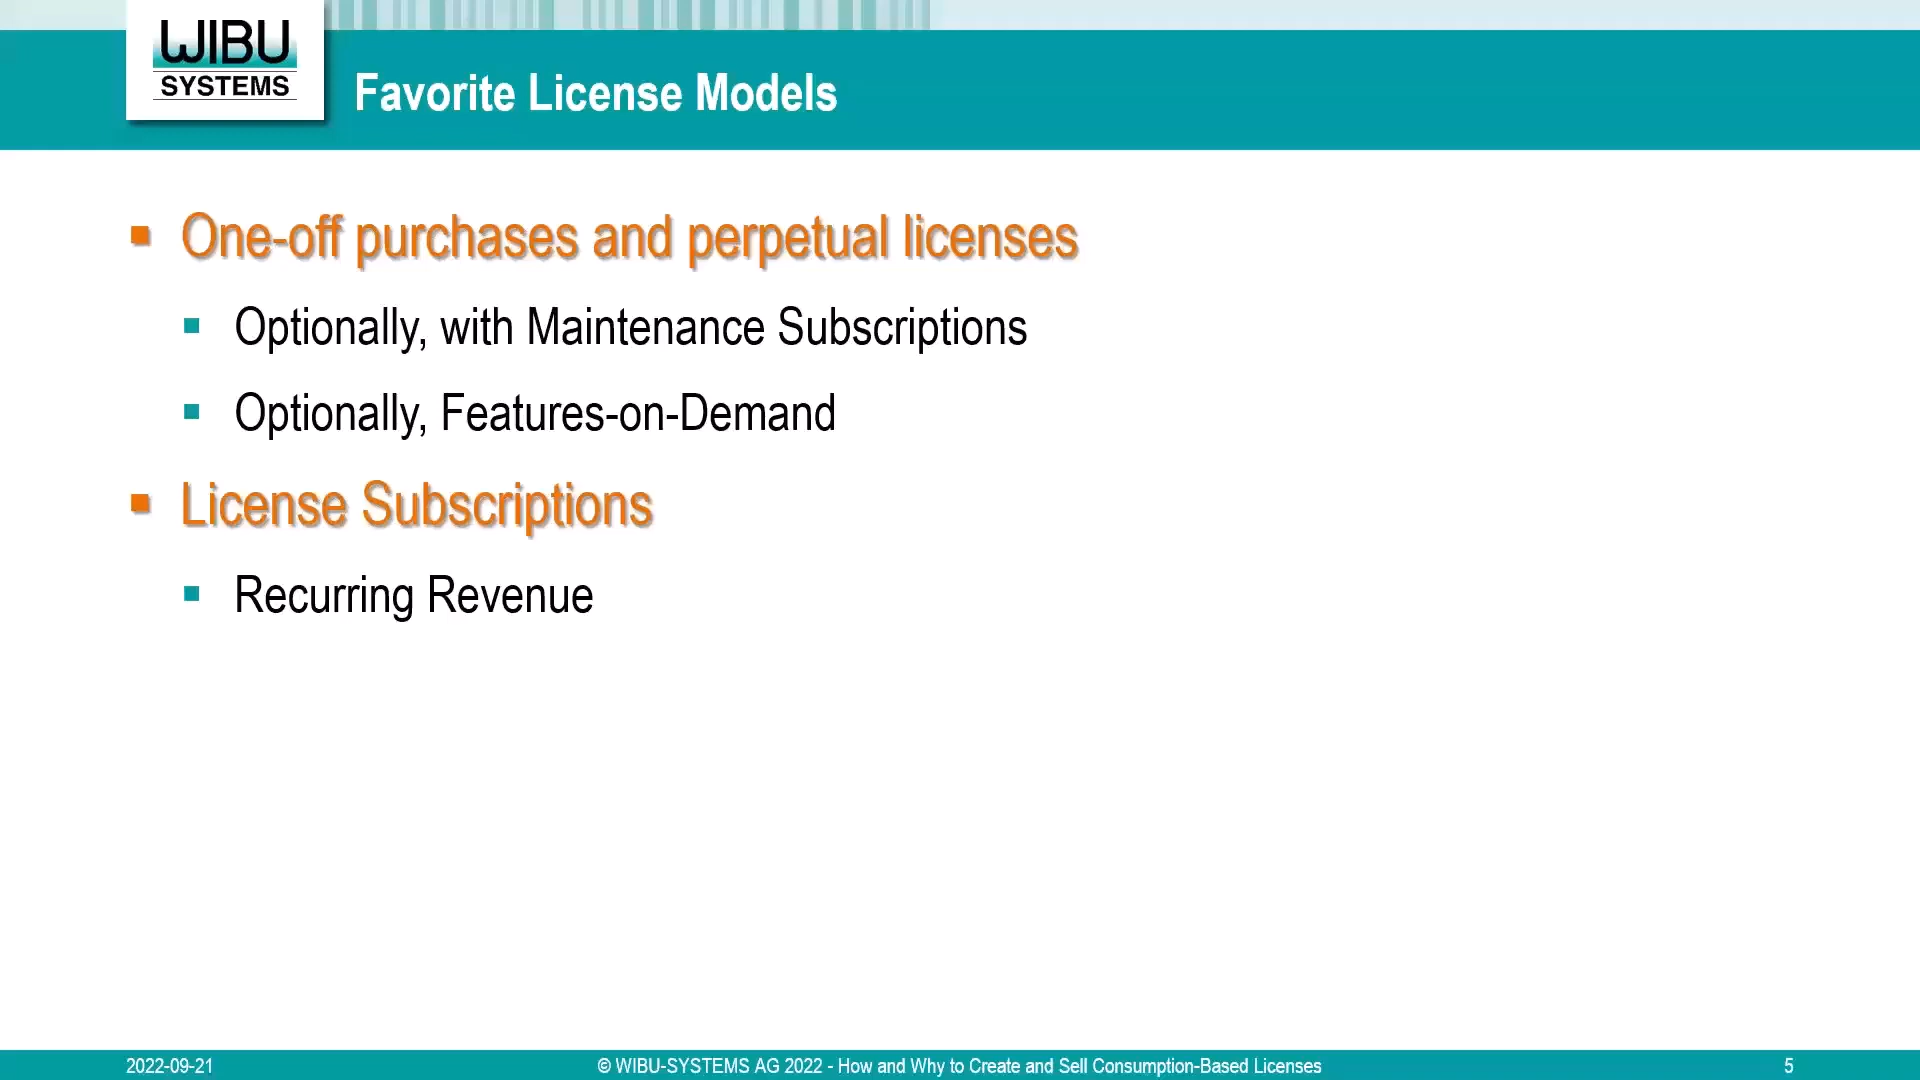 WIBU
SYSTEMS
Favorite License Models
One-off purchases and perpetual licenses
Optionally, with Maintenance Subscriptions
Optionally, Features-on-Demand
License Subscriptions
Recurring Revenue
2022-09-21
© WIBU-SYSTEMS AG 2022 - How and Why to Create and Sell Consumption-Based Licenses
5